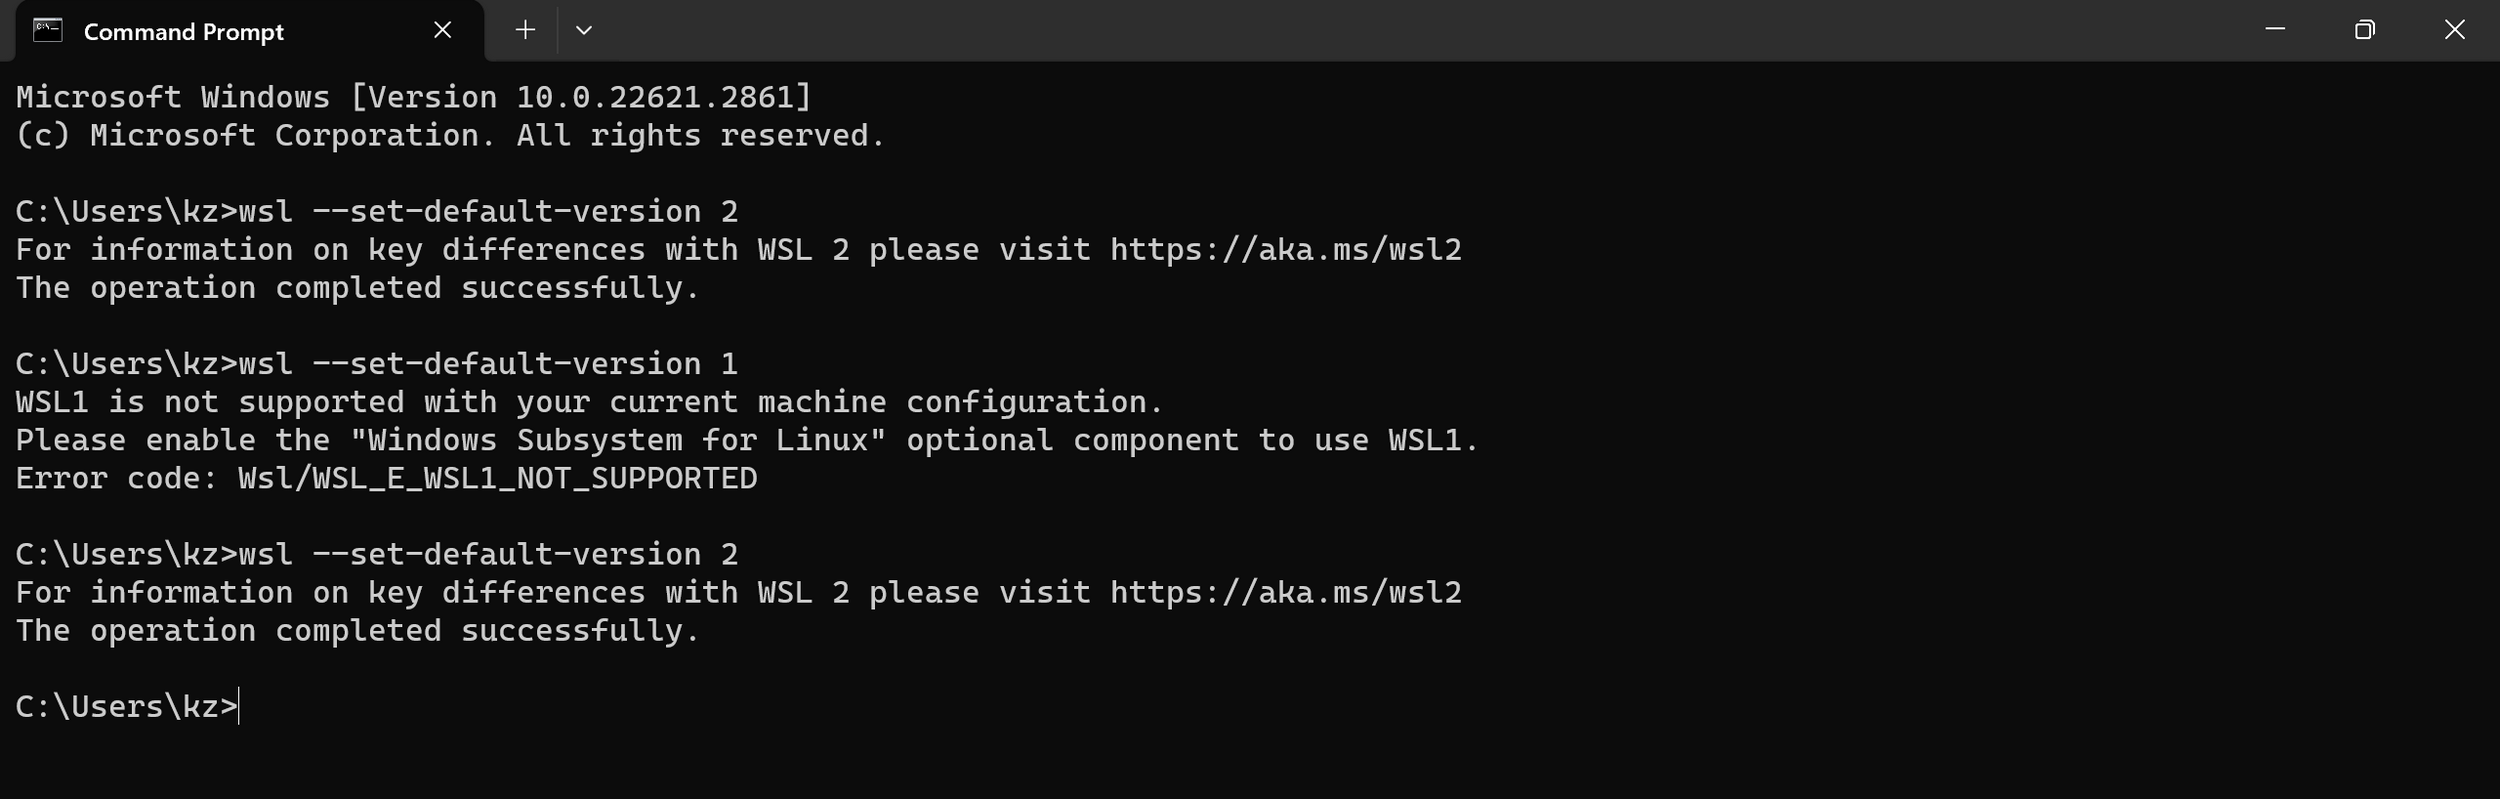 Command Prompt
Microsoft Windows [Version 10.0.22621.2861]
(c) Microsoft Corporation. All rights reserved.
C:\Users\kz>wsl --set-default-version 2
For information on key differences with WSL 2 please visit https://aka.ms/wsl2
The operation completed successfully.
C:\Users\kz>wsl --set-default-version 1
WSL1 is not supported with your current machine configuration.
Please enable the "Windows Subsystem for Linux" optional component to use WSL1.
Error code: Wsl/WSL_E_WSL1_NOT_SUPPORTED
C:\Users\kz>wsl --set-default-version 2
For information on key differences with WSL 2 please visit https://aka.ms/wsl2
The operation completed successfully.
C:\Users\kz>